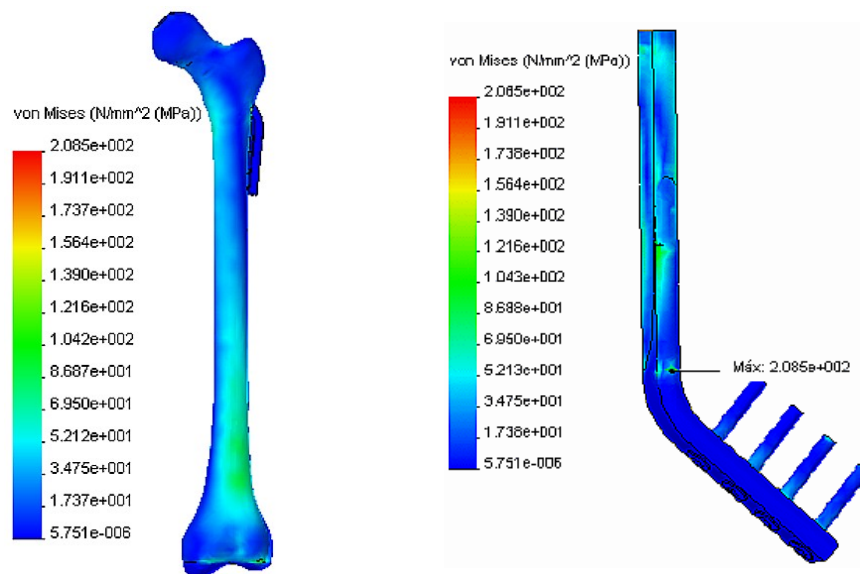 von Mises (N/mm^2 (MPa))
2.085e+002
1.911e+002
1.737e+002
1.564e+002
1.390e+002
1.216e+002
1.042e+002
8.687e+001
6.950e+001
5.212e+001
3.475e+001
1.737e+001
5.751e-006
von Mises (N/mm^2 (MPa))
2.085e+002
1.911e+002
1.738e+002
1.564e+002
1.390e+002
1.216e+002
1.043e+002
8.688e+001
6.950e+001
5.213e+001
3.475e+001
1.738e+001
5.751e-006
Máx: 2.085e+002